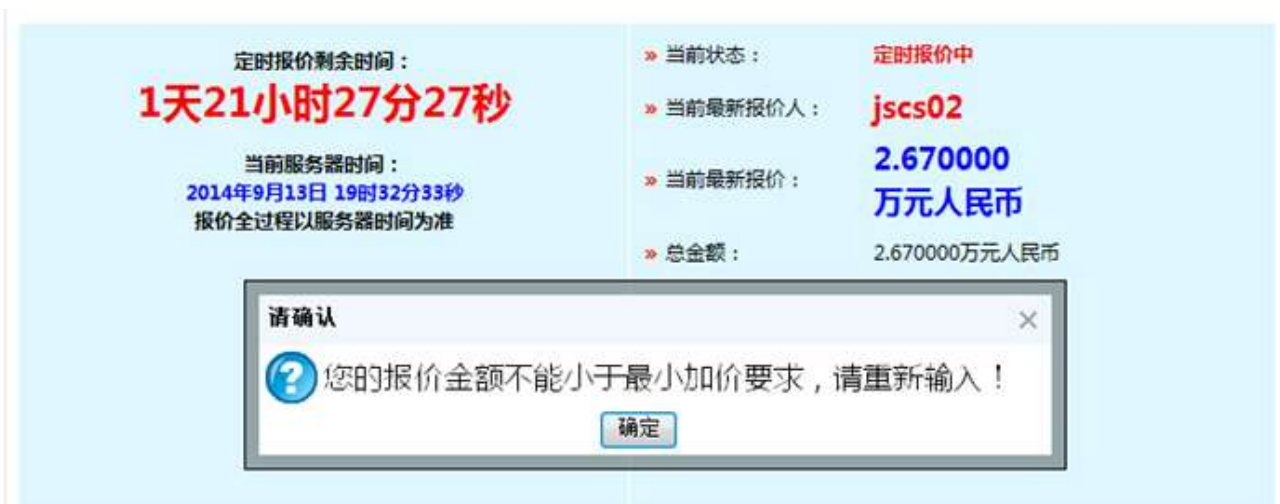 定时报价剩余时间：
1天21小时27分27秒
当前服务器时间：
2014年9月13日 19时32分33秒
报价全过程以服务器时间为准
» 当前状态： 定时报价中
» 当前最新报价人： jscs02
» 当前最新报价： 2.670000
万元人民币
» 总金额： 2.670000万元人民币
请确认
您的报价金额不能小于最小加价要求，请重新输入！
确定